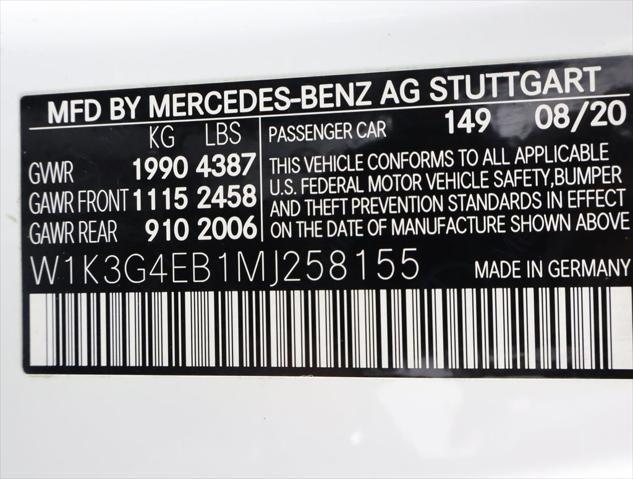 MFD BY MERCEDES-BENZ AG STUTTGART
KG LBS
GVWR 1990 4387
GAWR FRONT 1115 2458
GAWR REAR 910 2006
PASSENGER CAR 149 08/20
THIS VEHICLE CONFORMS TO ALL APPLICABLE
U.S. FEDERAL MOTOR VEHICLE SAFETY,BUMPER
AND THEFT PREVENTION STANDARDS IN EFFECT
ON THE DATE OF MANUFACTURE SHOWN ABOVE
W1K3G4EB1MJ258155 MADE IN GERMANY